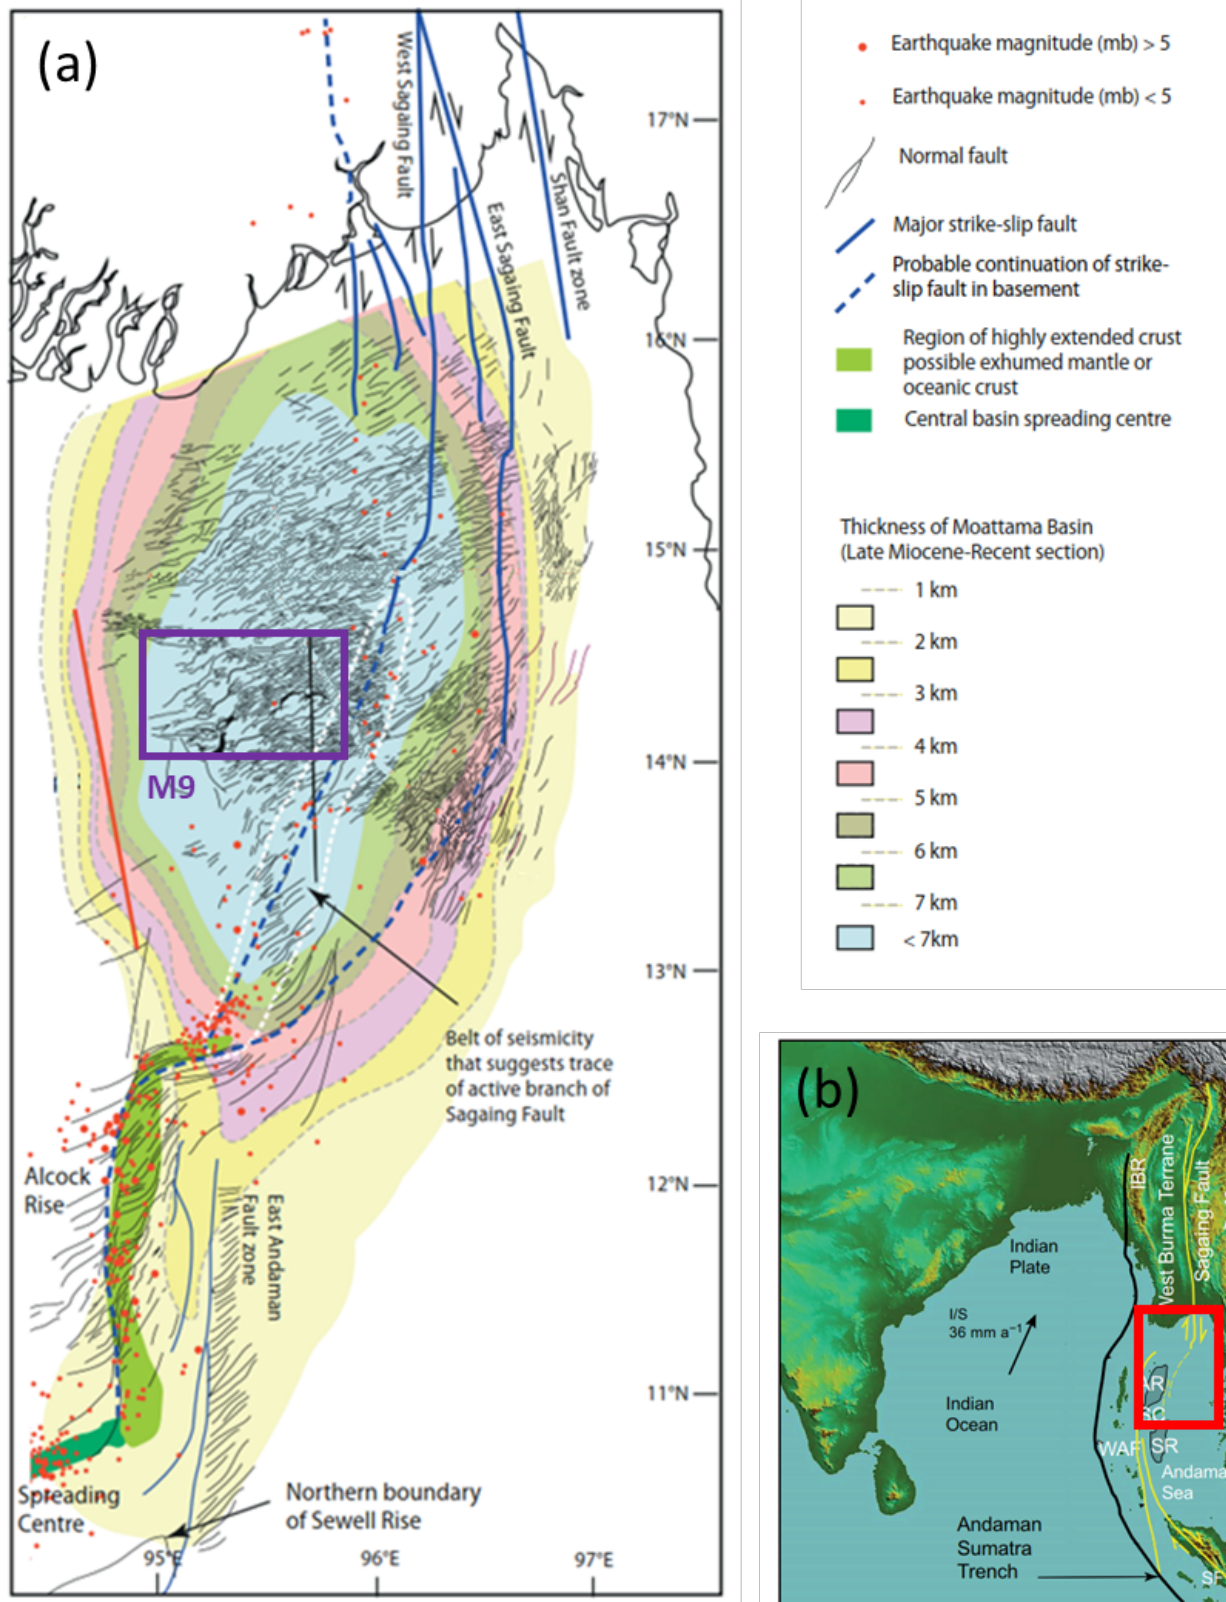 (a)
West Sagaing Fault
East Sagaing Fault
Shan Fault zone
17°N
16°N
15°N
14°N
13°N
12°N
11°N
M9
Belt of seismicity
that suggests trace
of active branch of
Sagaing Fault
Alcock
Rise
East Andaman
Fault zone
Spreading
Centre
Northern boundary
of Sewell Rise
95°E
96°E
97°E
Earthquake magnitude (mb) > 5
Earthquake magnitude (mb) < 5
Normal fault
Major strike-slip fault
Probable continuation of strike-
slip fault in basement
Region of highly extended crust
possible exhumed mantle or
oceanic crust
Central basin spreading centre
Thickness of Moattama Basin
(Late Miocene-Recent section)
1 km
2 km
3 km
4 km
5 km
6 km
7 km
< 7km
(b)
IBR
West Burma Terrane
Sagaing Fault
Indian
Plate
I/S
36 mm a⁻¹
Indian
Ocean
AR
SC
WAF
SR
Andama
Sea
Andaman
Sumatra
Trench
SF